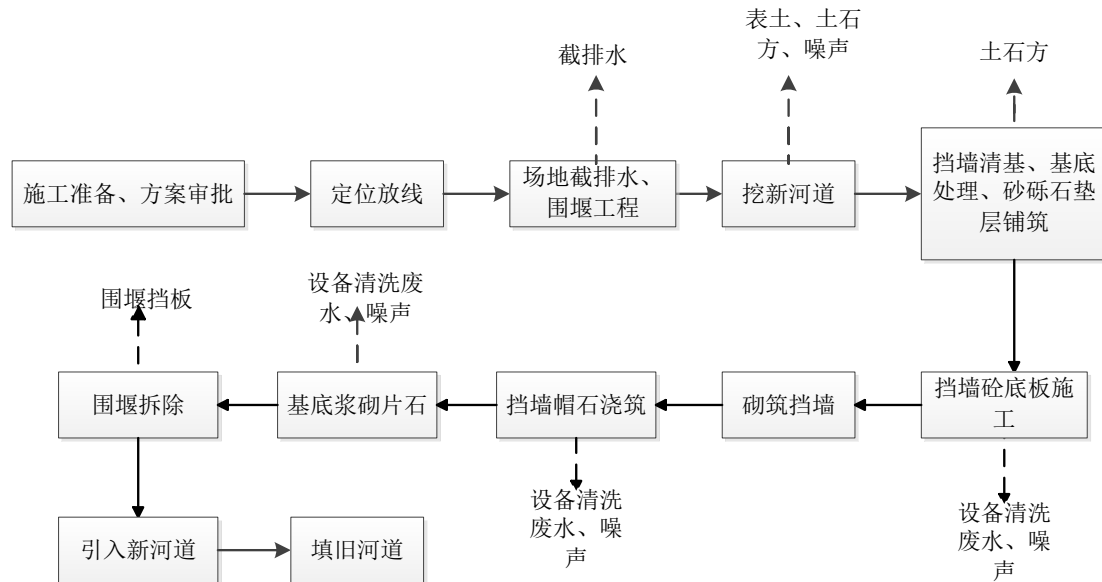 截排水
表土、土石
方、噪声
土石方
施工准备、方案审批
定位放线
场地截排水、
围堰工程
挖新河道
挡墙清基、基底
处理、砂砾石垫
层铺筑
围堰挡板
设备清洗废
水、噪声
围堰拆除
基底浆砌片石
挡墙帽石浇筑
砌筑挡墙
挡墙砼底板施
工
设备清洗
废水、噪
声
设备清洗
废水、噪
声
引入新河道
填旧河道